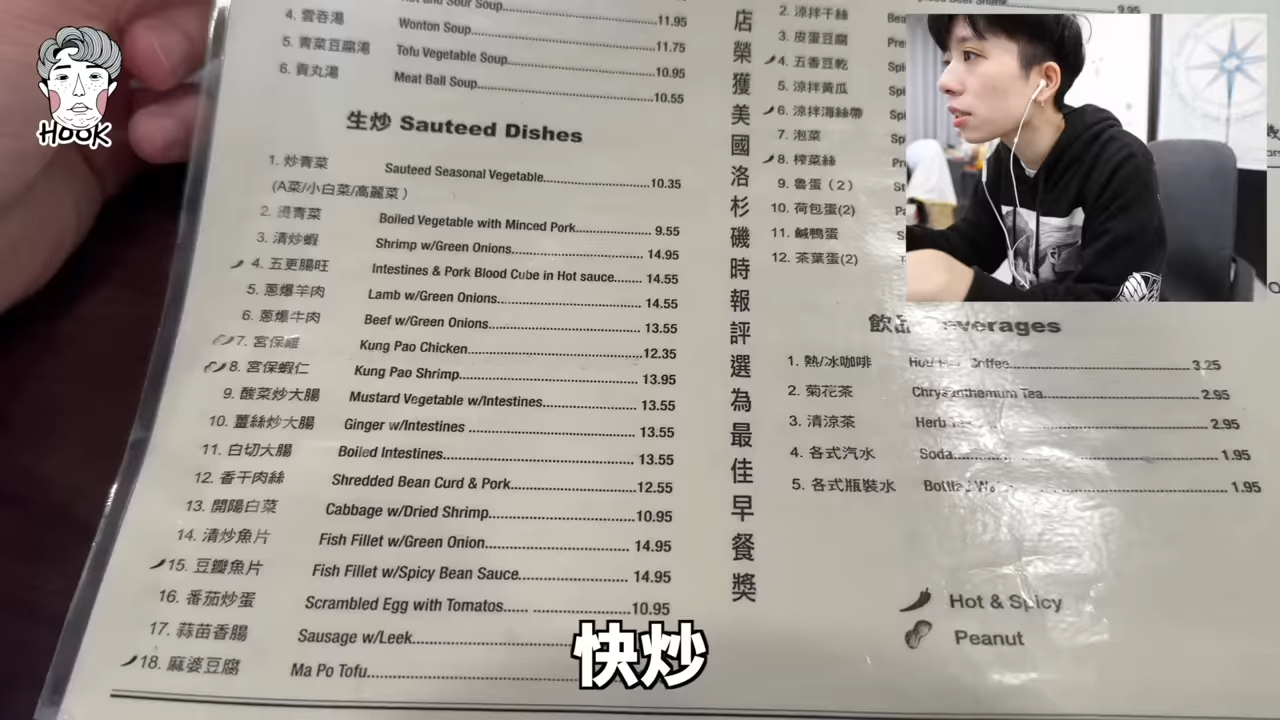 HOOK
and Sour Soup
11.95
4. 雲吞湯 Wonton Soup 11.75
5. 青菜豆腐湯 Tofu Vegetable Soup 10.95
6. 貢丸湯 Meat Ball Soup 10.55
生炒 Sauteed Dishes
1. 炒青菜 Sauteed Seasonal Vegetable 10.35
(A菜/小白菜/高麗菜)
2. 燙青菜 Boiled Vegetable with Minced Pork 9.55
3. 清炒蝦 Shrimp w/Green Onions 14.95
4. 五更腸旺 Intestines & Pork Blood Cube in Hot sauce 14.55
5. 蔥爆羊肉 Lamb w/Green Onions 14.55
6. 蔥爆牛肉 Beef w/Green Onions 13.55
7. 宮保雞 Kung Pao Chicken 12.35
8. 宮保蝦仁 Kung Pao Shrimp 13.95
9. 酸菜炒大腸 Mustard Vegetable w/Intestines 13.55
10. 薑絲炒大腸 Ginger w/Intestines 13.55
11. 白切大腸 Boiled Intestines 13.55
12. 香干肉絲 Shredded Bean Curd & Pork 12.55
13. 開陽白菜 Cabbage w/Dried Shrimp 10.95
14. 清炒魚片 Fish Fillet w/Green Onion 14.95
15. 豆瓣魚片 Fish Fillet w/Spicy Bean Sauce 14.95
16. 番茄炒蛋 Scrambled Egg with Tomatos 10.95
17. 蒜苗香腸 Sausage w/Leek
18. 麻婆豆腐 Ma Po Tofu
店榮獲美國洛杉磯時報評選為最佳早餐獎
9.95
2. 涼拌干絲
3. 皮蛋豆腐
4. 五香豆乾
5. 涼拌黃瓜
6. 涼拌海絲帶
7. 泡菜
8. 榨菜絲
9. 魯蛋（2）
10. 荷包蛋(2)
11. 鹹鴨蛋
12. 茶葉蛋(2)
飲品 Beverages
1. 熱/冰咖啡 Coffee 3.25
2. 菊花茶 Chrysanthemum Tea 2.95
3. 清涼茶 Herb Tea 2.95
4. 各式汽水 Soda 1.95
5. 各式瓶裝水 1.95
Hot & Spicy
Peanut
快炒